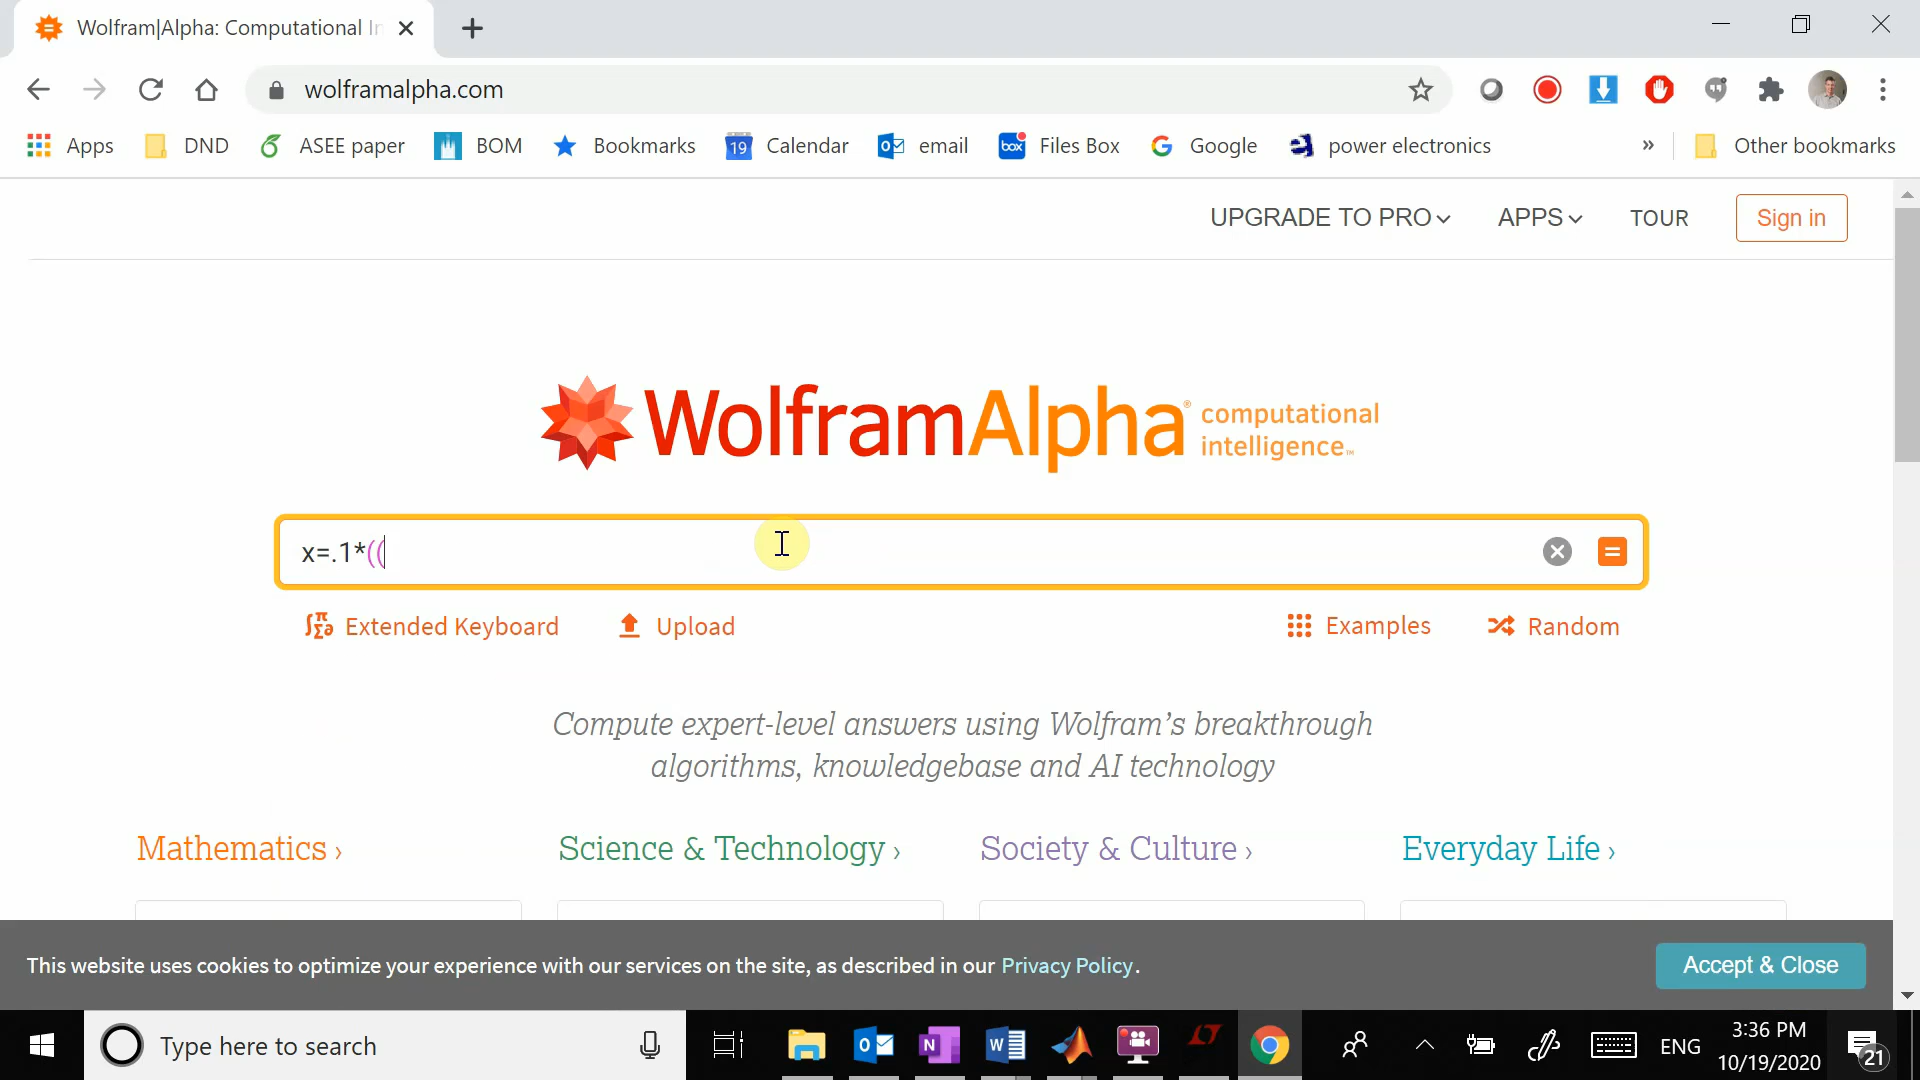 Wolfram|Alpha: Computational In
wolframalpha.com
Apps DND ASEE paper BOM Bookmarks 19 Calendar email box Files Box Google power electronics » Other bookmarks
UPGRADE TO PRO APPS TOUR Sign in
WolframAlpha® computational intelligence™
x=.1*((
Extended Keyboard Upload Examples Random
Compute expert-level answers using Wolfram's breakthrough
algorithms, knowledgebase and AI technology
Mathematics › Science & Technology › Society & Culture › Everyday Life ›
This website uses cookies to optimize your experience with our services on the site, as described in our Privacy Policy. Accept & Close
Type here to search ENG 3:36 PM
10/19/2020 21